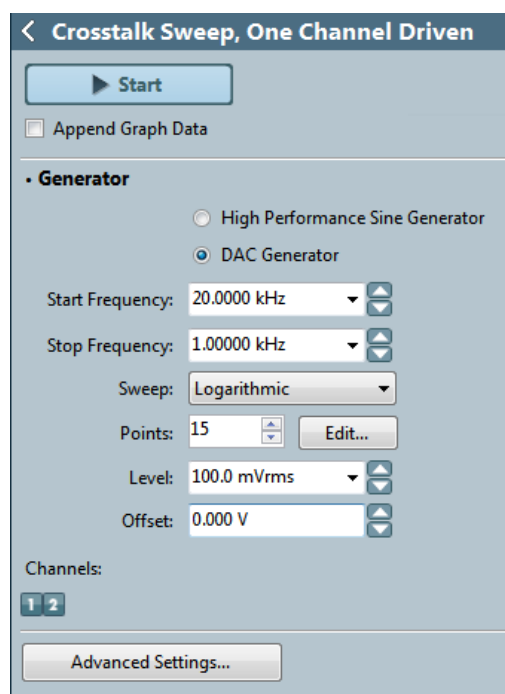 Crosstalk Sweep, One Channel Driven
Start
Append Graph Data
Generator
High Performance Sine Generator
DAC Generator
Start Frequency: 20.0000 kHz
Stop Frequency: 1.00000 kHz
Sweep: Logarithmic
Points: 15 Edit...
Level: 100.0 mVrms
Offset: 0.000 V
Channels:
1 2
Advanced Settings...